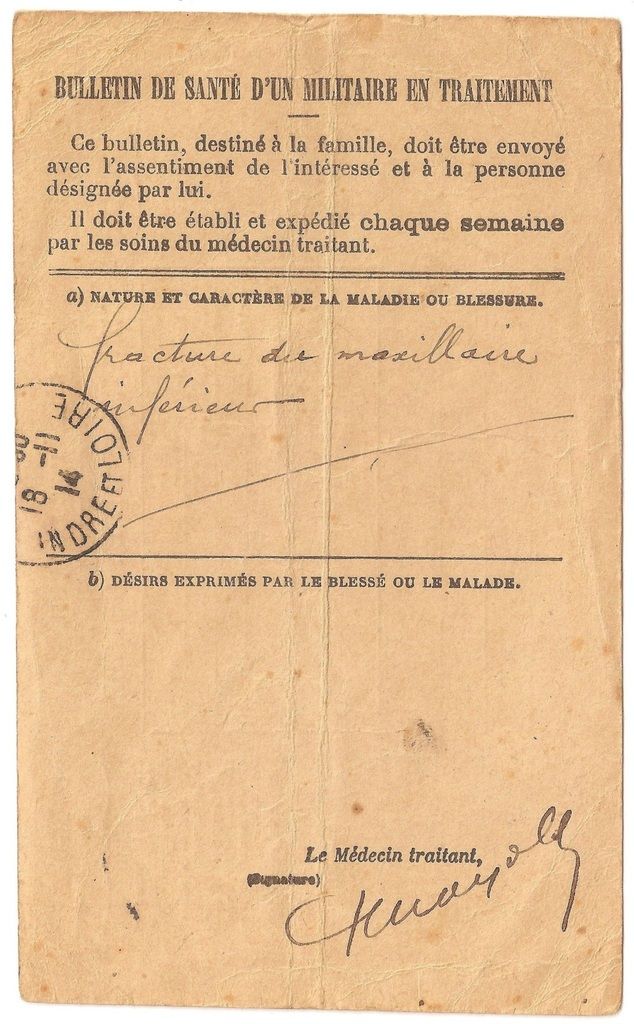 BULLETIN DE SANTÉ D'UN MILITAIRE EN TRAITEMENT
Ce bulletin, destiné à la famille, doit être envoyé
avec l'assentiment de l'intéressé et à la personne
désignée par lui.
Il doit être établi et expédié chaque semaine
par les soins du médecin traitant.
a) NATURE ET CARACTÈRE DE LA MALADIE OU BLESSURE.
fracture du maxillaire
inférieur
-11
18 14
INDRE ET LOIRE
b) DÉSIRS EXPRIMÉS PAR LE BLESSÉ OU LE MALADE.
Le Médecin traitant,
(Signature)